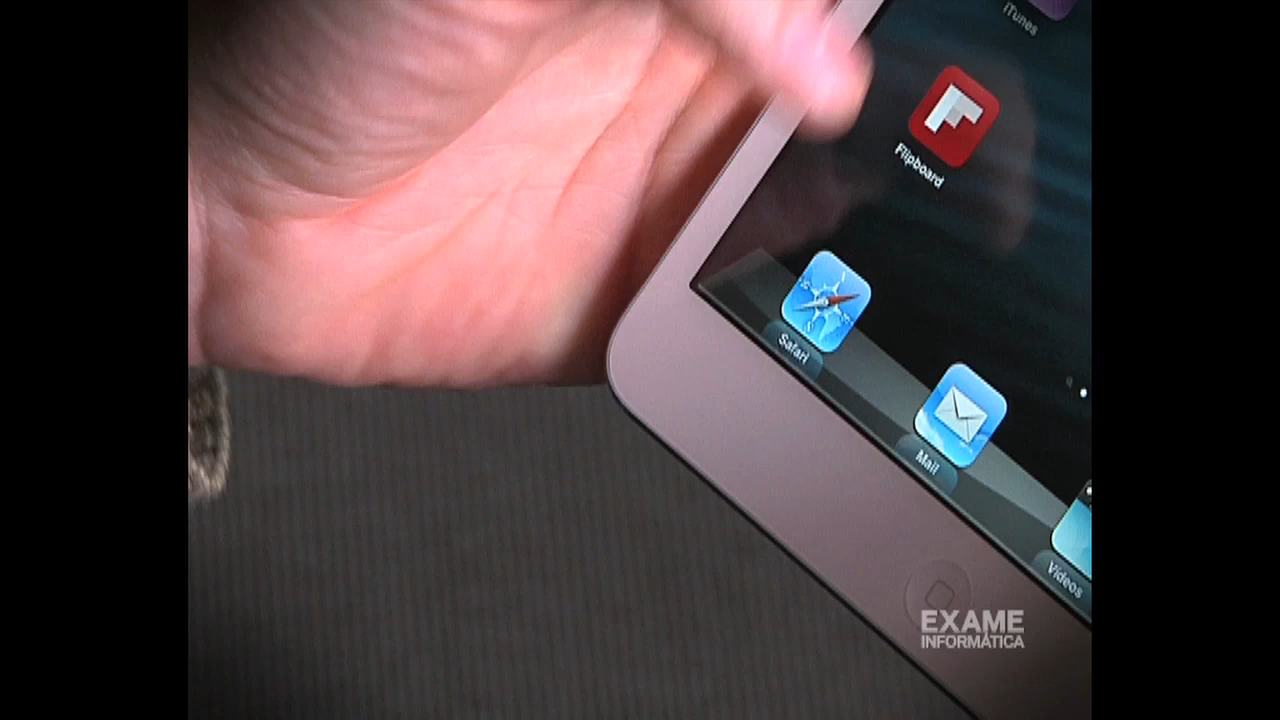 iTunes
Flipboard
Safari
Mail
Videos
EXAME
INFORMÁTICA